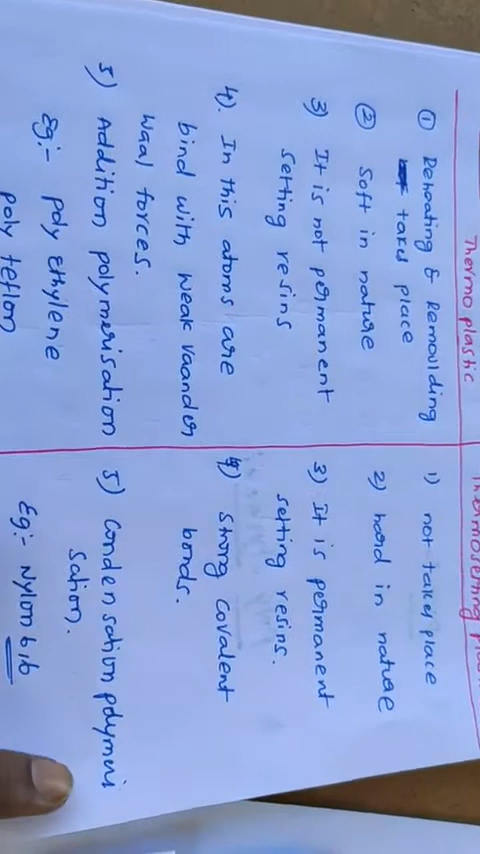 Thermo plastic
① Reheating & Remoulding
takes place
② Soft in nature
3) It is not permanent
setting resins
4). In this atoms are
bind with weak vaander
waal forces.
5) Addition polymerisation
Eg:- poly Ethylene
poly teflon
Thermosetting
1) not takes place
2) hard in nature
3) It is permanent
setting resins.
4) Strong covalent
bonds.
5) Condensation polymeri
sation.
Eg:- Nylon 6,6